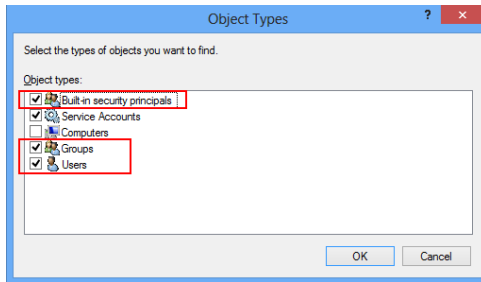 Object Types
?
×
Select the types of objects you want to find.
Object types:
Built-in security principals
Service Accounts
Computers
Groups
Users
OK
Cancel